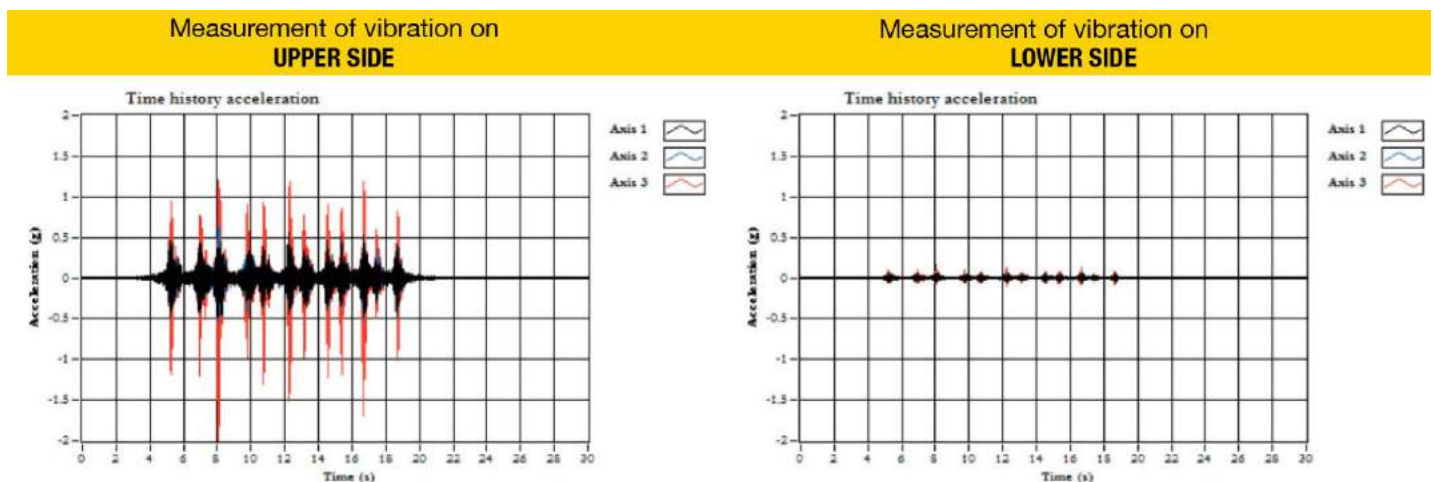 Measurement of vibration on
UPPER SIDE
Measurement of vibration on
LOWER SIDE
Time history acceleration
2
1.5
1
0.5
0
-0.5
-1
-1.5
-2
Acceleration (g)
0 2 4 6 8 10 12 14 16 18 20 22 24 26 28 30
Time (s)
Axis 1
Axis 2
Axis 3
Time history acceleration
2
1.5
1
0.5
0
-0.5
-1
-1.5
-2
Acceleration (g)
0 2 4 6 8 10 12 14 16 18 20 22 24 26 28 30
Time (s)
Axis 1
Axis 2
Axis 3